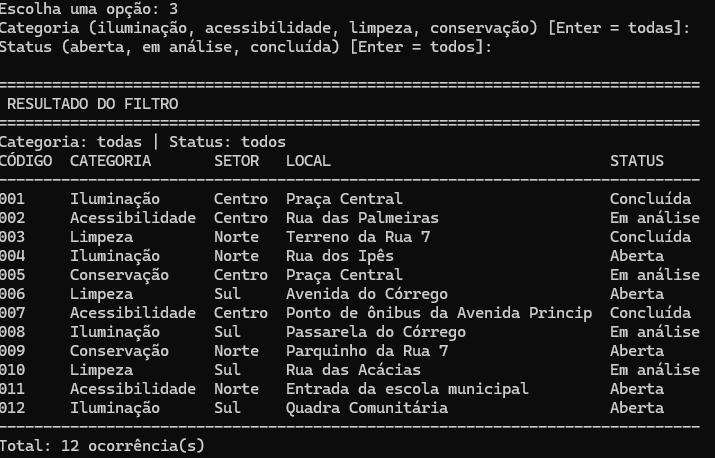 Escolha uma opção: 3
Categoria (iluminação, acessibilidade, limpeza, conservação) [Enter = todas]:
Status (aberta, em análise, concluída) [Enter = todos]:
==============================================================================
RESULTADO DO FILTRO
==============================================================================
Categoria: todas | Status: todos
CÓDIGO  CATEGORIA       SETOR   LOCAL                               STATUS
------------------------------------------------------------------------------
001     Iluminação      Centro  Praça Central                       Concluída
002     Acessibilidade  Centro  Rua das Palmeiras                   Em análise
003     Limpeza         Norte   Terreno da Rua 7                    Concluída
004     Iluminação      Norte   Rua dos Ipês                        Aberta
005     Conservação     Centro  Praça Central                       Em análise
006     Limpeza         Sul     Avenida do Córrego                  Aberta
007     Acessibilidade  Centro  Ponto de ônibus da Avenida Princip  Concluída
008     Iluminação      Sul     Passarela do Córrego                Em análise
009     Conservação     Norte   Parquinho da Rua 7                  Aberta
010     Limpeza         Sul     Rua das Acácias                     Em análise
011     Acessibilidade  Norte   Entrada da escola municipal         Aberta
012     Iluminação      Sul     Quadra Comunitária                  Aberta
------------------------------------------------------------------------------
Total: 12 ocorrência(s)